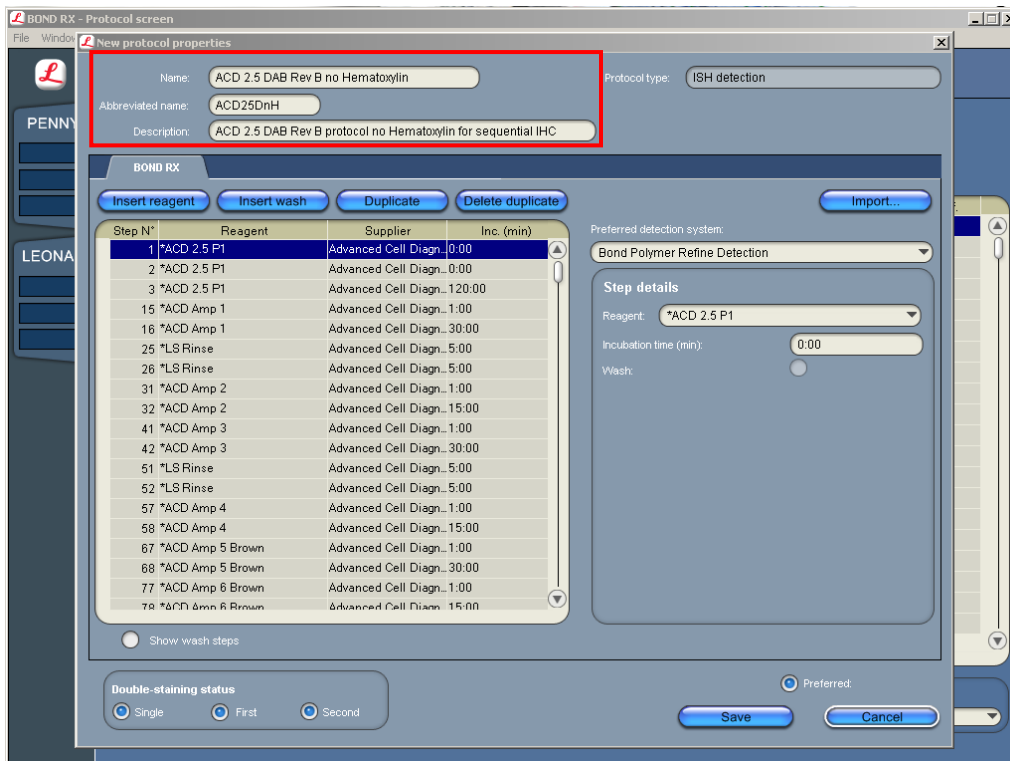 BOND RX - Protocol screen
File Window
New protocol properties
Name: ACD 2.5 DAB Rev B no Hematoxylin
Protocol type: ISH detection
Abbreviated name: ACD25DnH
Description: ACD 2.5 DAB Rev B protocol no Hematoxylin for sequential IHC
PENNY
LEONA
BOND RX
Insert reagent Insert wash Duplicate Delete duplicate Import...
Step N° Reagent Supplier Inc. (min)
1 *ACD 2.5 P1 Advanced Cell Diagn... 0:00
2 *ACD 2.5 P1 Advanced Cell Diagn... 0:00
3 *ACD 2.5 P1 Advanced Cell Diagn... 120:00
15 *ACD Amp 1 Advanced Cell Diagn... 1:00
16 *ACD Amp 1 Advanced Cell Diagn... 30:00
25 *LS Rinse Advanced Cell Diagn... 5:00
26 *LS Rinse Advanced Cell Diagn... 5:00
31 *ACD Amp 2 Advanced Cell Diagn... 1:00
32 *ACD Amp 2 Advanced Cell Diagn... 15:00
41 *ACD Amp 3 Advanced Cell Diagn... 1:00
42 *ACD Amp 3 Advanced Cell Diagn... 30:00
51 *LS Rinse Advanced Cell Diagn... 5:00
52 *LS Rinse Advanced Cell Diagn... 5:00
57 *ACD Amp 4 Advanced Cell Diagn... 1:00
58 *ACD Amp 4 Advanced Cell Diagn... 15:00
67 *ACD Amp 5 Brown Advanced Cell Diagn... 1:00
68 *ACD Amp 5 Brown Advanced Cell Diagn... 30:00
77 *ACD Amp 6 Brown Advanced Cell Diagn... 1:00
78 *ACD Amp 6 Brown Advanced Cell Diagn... 15:00
Show wash steps
Preferred detection system:
Bond Polymer Refine Detection
Step details
Reagent: *ACD 2.5 P1
Incubation time (min): 0:00
Wash:
Double-staining status
Single First Second
Preferred:
Save Cancel